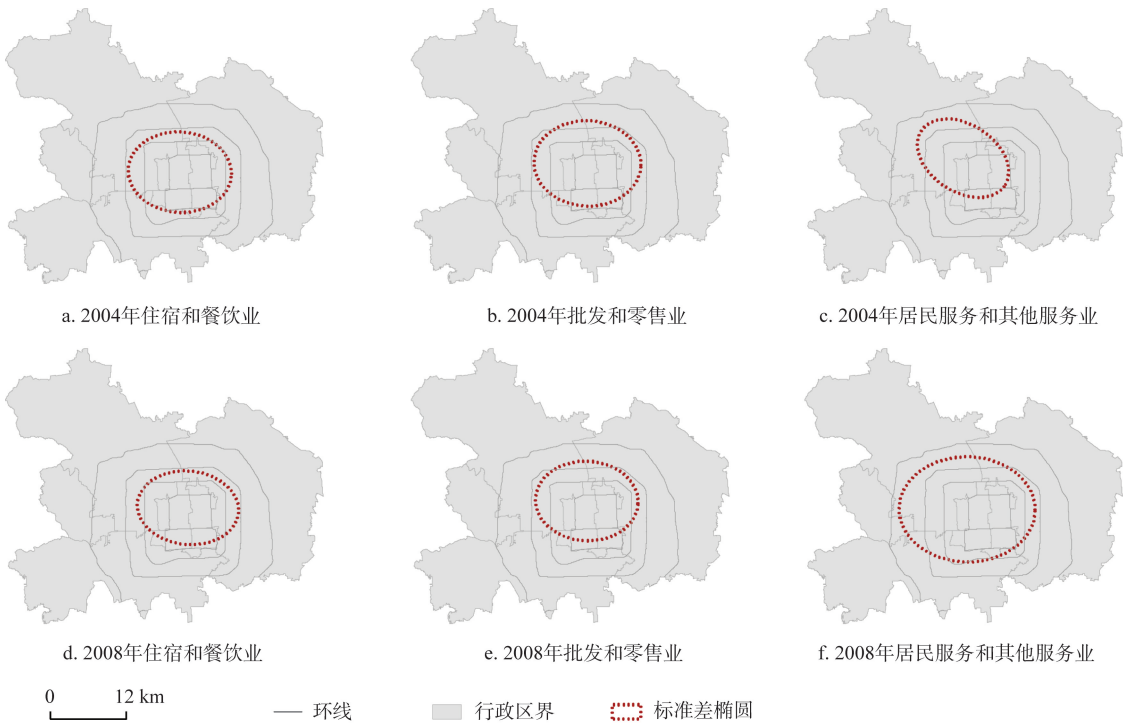 a. 2004年住宿和餐饮业
b. 2004年批发和零售业
c. 2004年居民服务和其他服务业
d. 2008年住宿和餐饮业
e. 2008年批发和零售业
f. 2008年居民服务和其他服务业
0 12 km
环线
行政区界
标准差椭圆